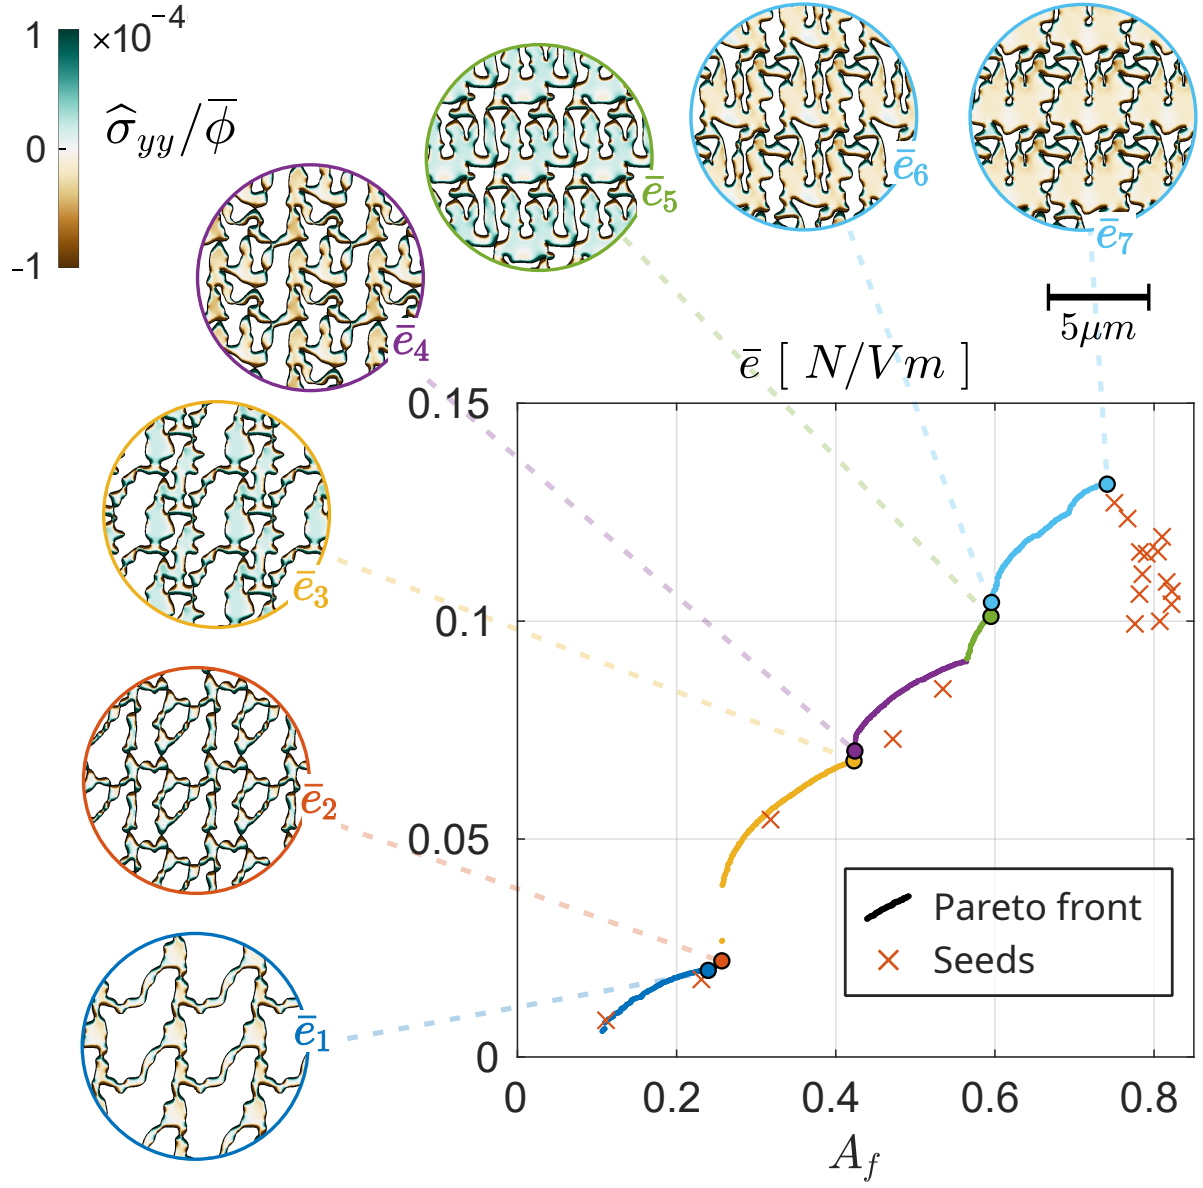 1 ×10⁻⁴
σ̂_yy/ϕ̄
0
-1
ē₁
ē₂
ē₃
ē₄
ē₅
ē₆
ē₇
5μm
ē [ N/Vm ]
0.15
0.1
0.05
0
0 0.2 0.4 0.6 0.8
A_f
Pareto front
Seeds